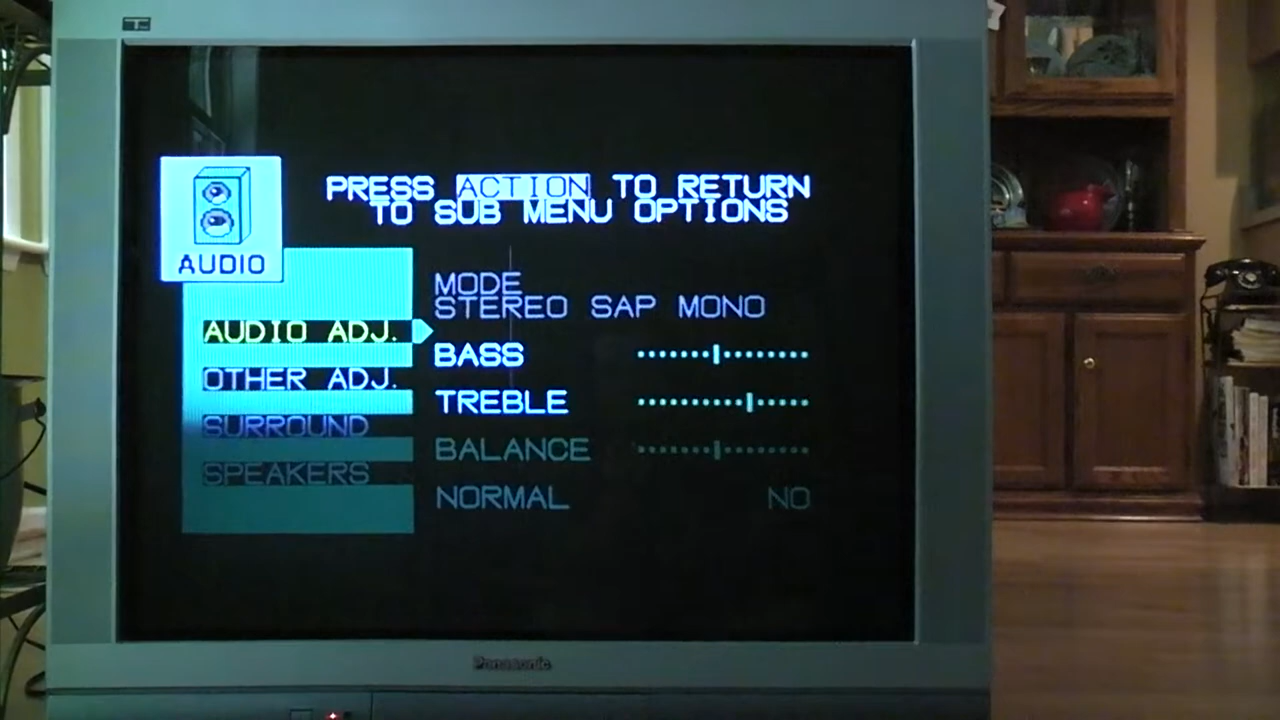 PRESS ACTION TO RETURN
TO SUB MENU OPTIONS
AUDIO
MODE
STEREO SAP MONO
AUDIO ADJ.
BASS
OTHER ADJ.
TREBLE
SURROUND
BALANCE
SPEAKERS
NORMAL NO
Panasonic